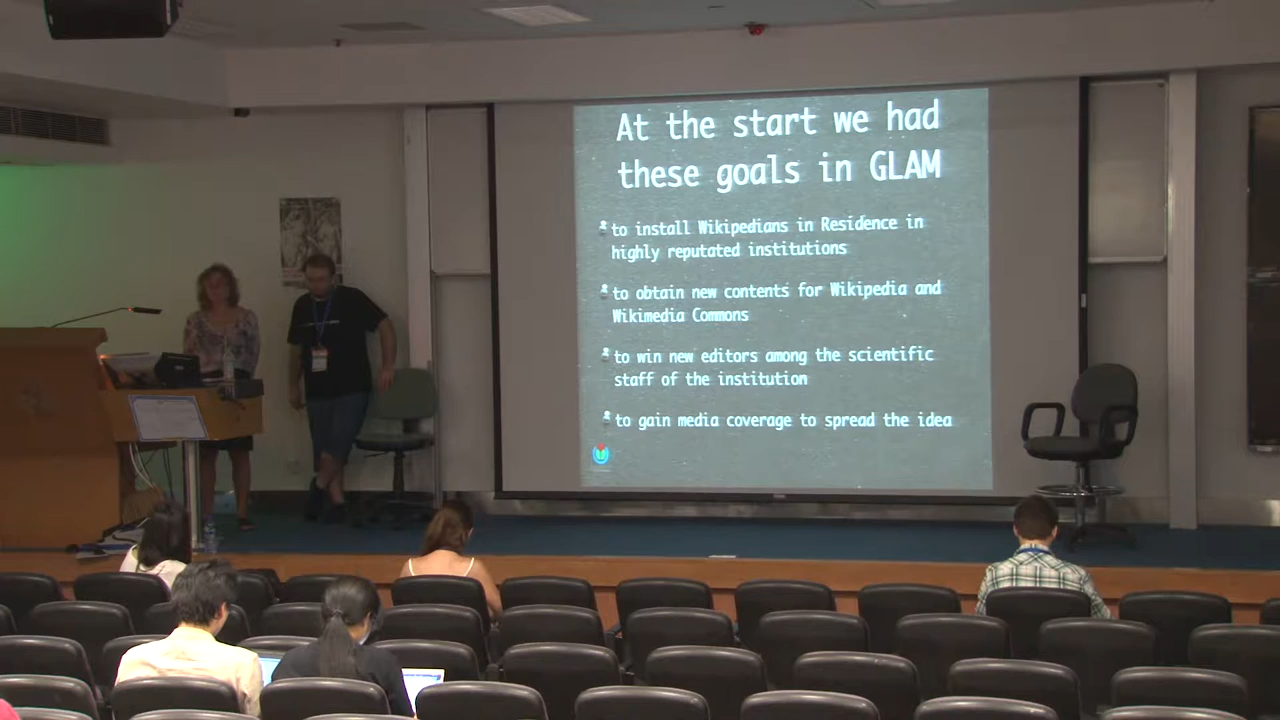 At the start we had
these goals in GLAM
to install Wikipedians in Residence in
highly reputated institutions
to obtain new contents for Wikipedia and
Wikimedia Commons
to win new editors among the scientific
staff of the institution
to gain media coverage to spread the idea